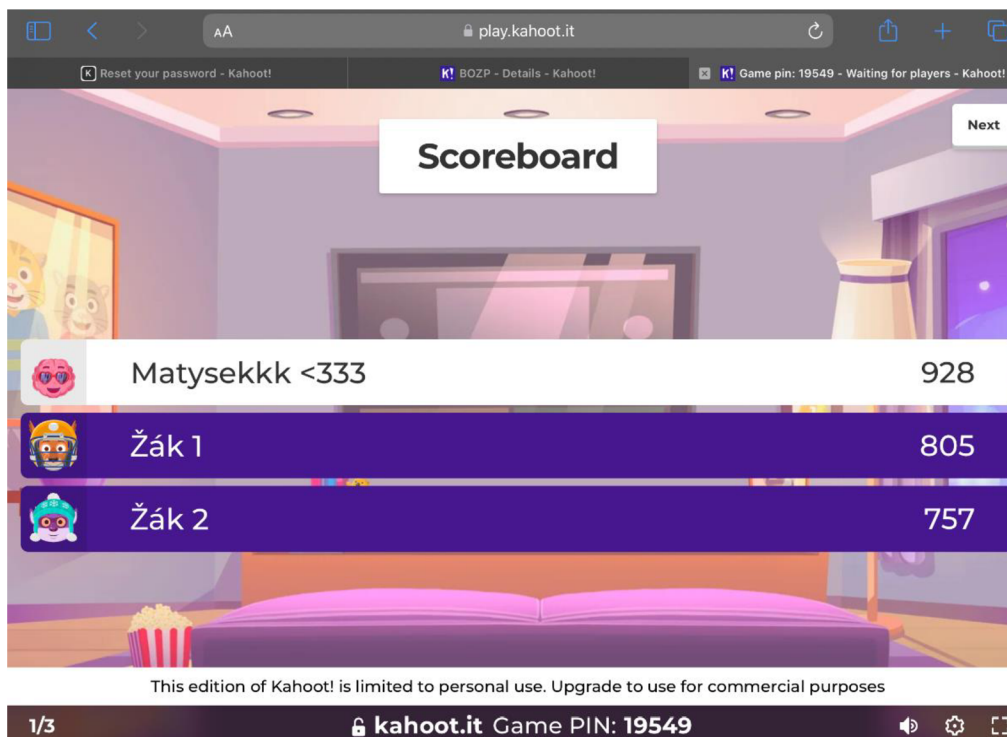 AA play.kahoot.it
K Reset your password - Kahoot! K! BOZP - Details - Kahoot! K! Game pin: 19549 - Waiting for players - Kahoot!
Next
Scoreboard
Matysekkk <333 928
Žák 1 805
Žák 2 757
This edition of Kahoot! is limited to personal use. Upgrade to use for commercial purposes
1/3 kahoot.it Game PIN: 19549